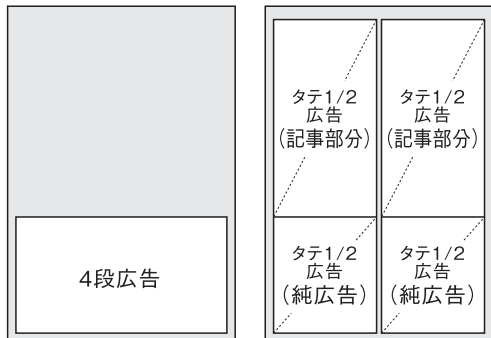 4段広告
タテ1/2
広告
(記事部分)
タテ1/2
広告
(記事部分)
タテ1/2
広告
(純広告)
タテ1/2
広告
(純広告)